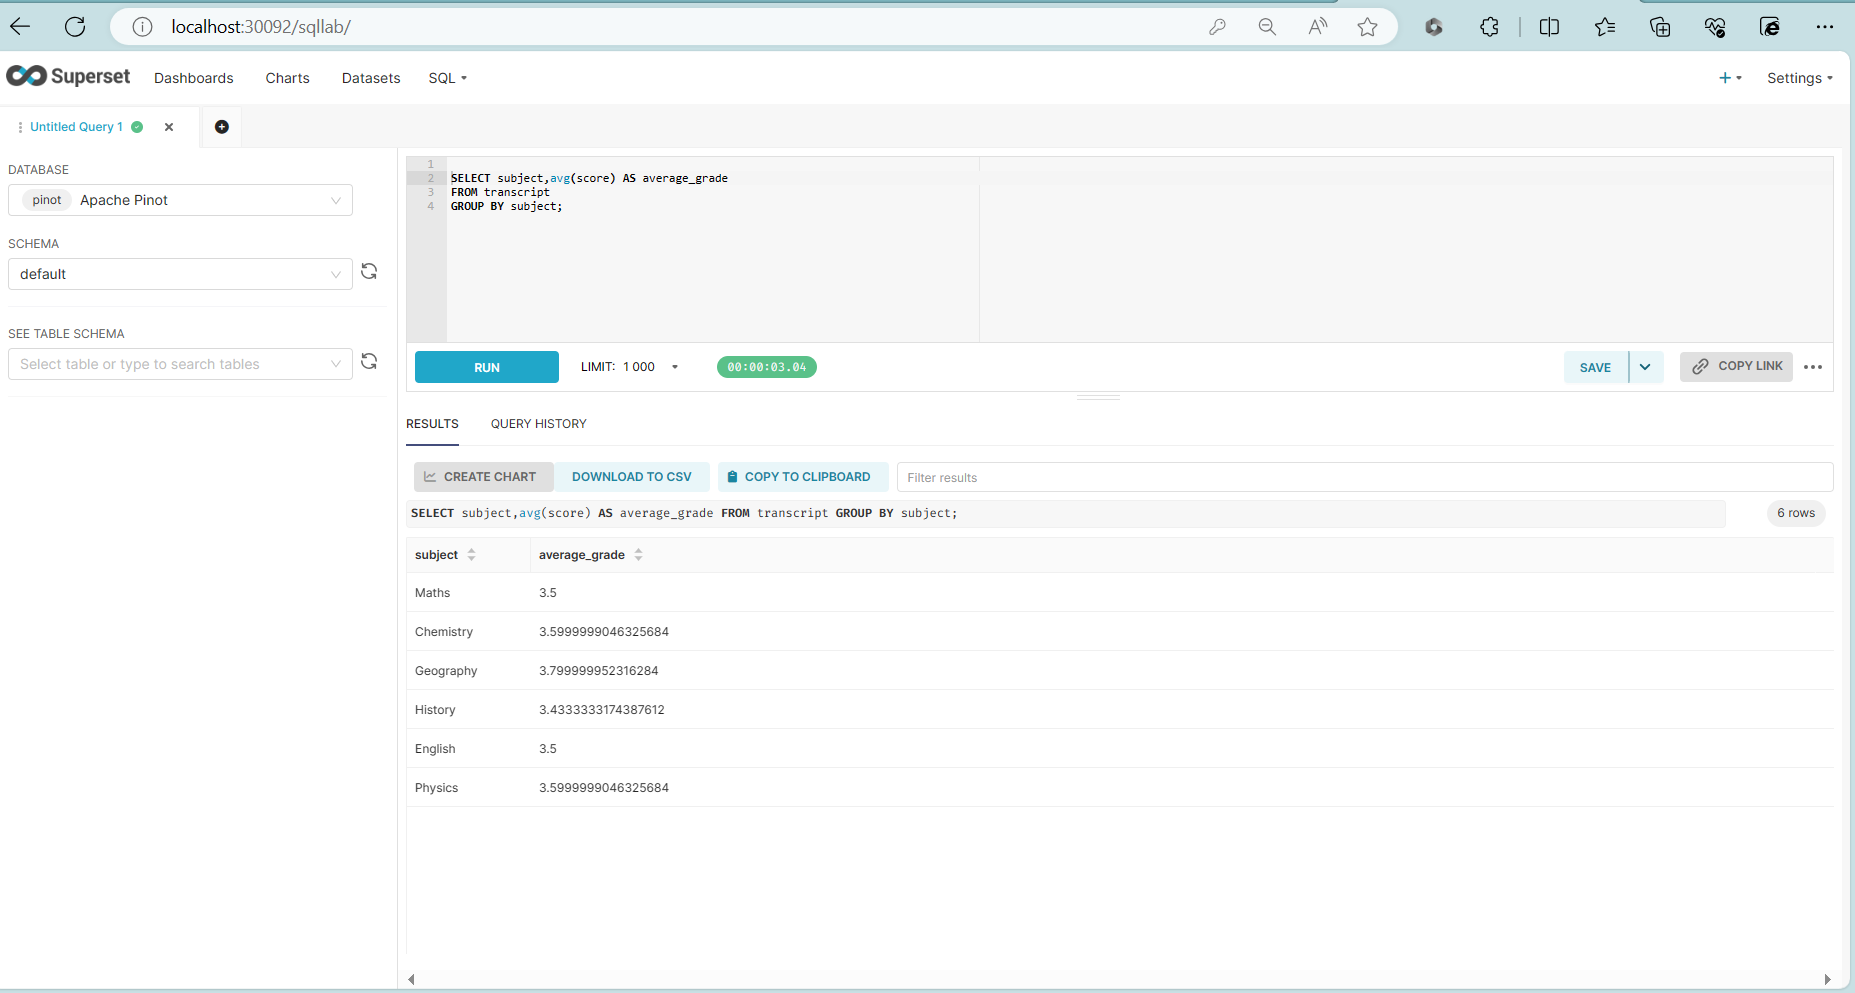 localhost:30092/sqllab/
Superset Dashboards Charts Datasets SQL + Settings
Untitled Query 1
DATABASE
pinot Apache Pinot
SCHEMA
default
SEE TABLE SCHEMA
Select table or type to search tables
1
2 SELECT subject,avg(score) AS average_grade
3 FROM transcript
4 GROUP BY subject;
RUN LIMIT: 1 000 00:00:03.04 SAVE COPY LINK
RESULTS QUERY HISTORY
CREATE CHART DOWNLOAD TO CSV COPY TO CLIPBOARD Filter results
SELECT subject,avg(score) AS average_grade FROM transcript GROUP BY subject; 6 rows
subject average_grade
Maths 3.5
Chemistry 3.5999999046325684
Geography 3.799999952316284
History 3.4333333174387612
English 3.5
Physics 3.5999999046325684